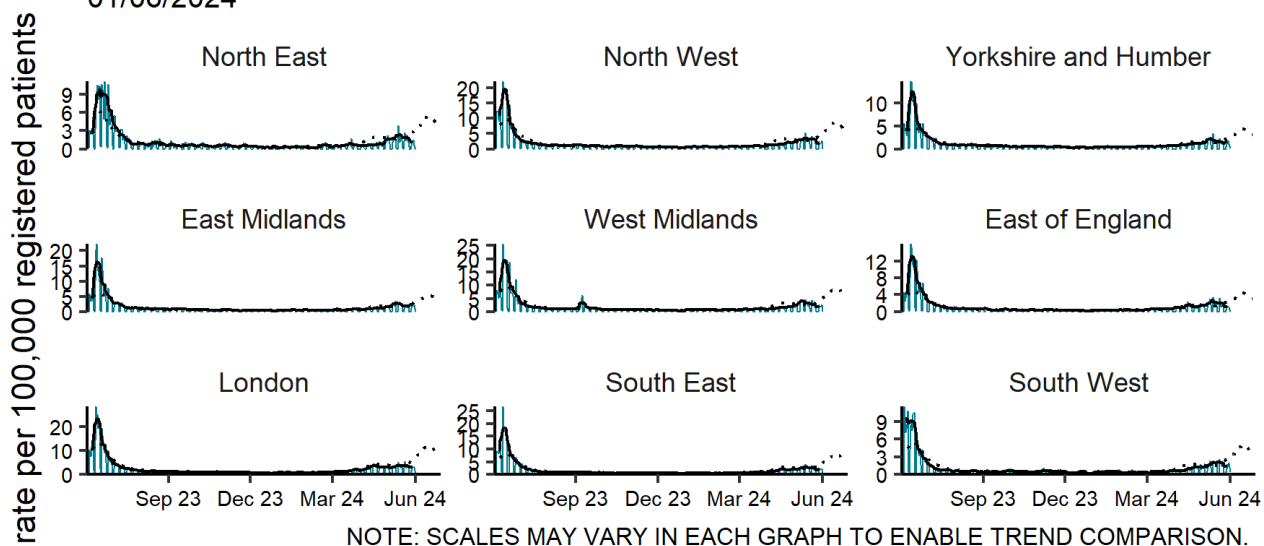 01/06/2024
rate per 100,000 registered patients
North East North West Yorkshire and Humber
9 20 10
6 15 5
3 10 0
0 5
0
East Midlands West Midlands East of England
20 25 12
15 20 8
10 15 4
5 10 0
0 5
0
London South East South West
20 25 9
10 20 6
0 15 3
10 0
5
0
Sep 23 Dec 23 Mar 24 Jun 24 Sep 23 Dec 23 Mar 24 Jun 24 Sep 23 Dec 23 Mar 24 Jun 24
NOTE: SCALES MAY VARY IN EACH GRAPH TO ENABLE TREND COMPARISON.